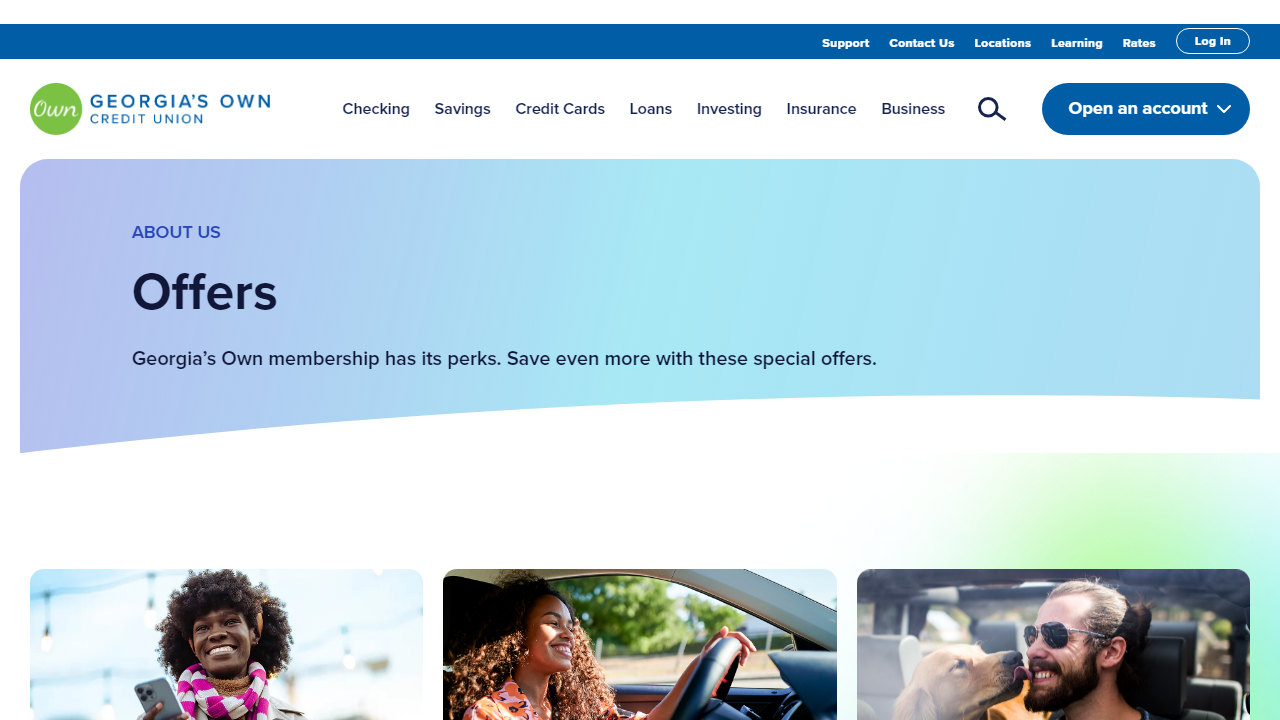 Support Contact Us Locations Learning Rates Log In
Own GEORGIA'S OWN
CREDIT UNION
Checking Savings Credit Cards Loans Investing Insurance Business Open an account
ABOUT US
Offers
Georgia’s Own membership has its perks. Save even more with these special offers.